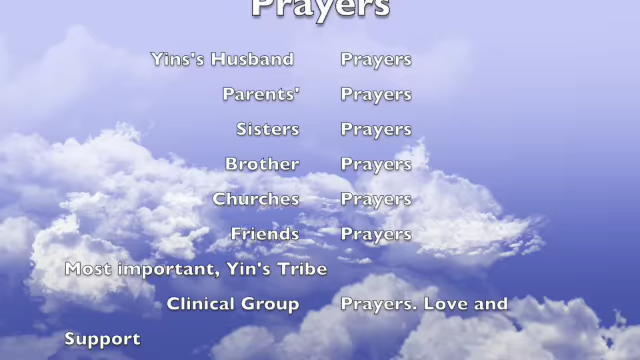 Prayers
Yins's Husband Prayers
Parents' Prayers
Sisters Prayers
Brother Prayers
Churches Prayers
Friends Prayers
Most important, Yin's Tribe
Clinical Group Prayers. Love and
Support